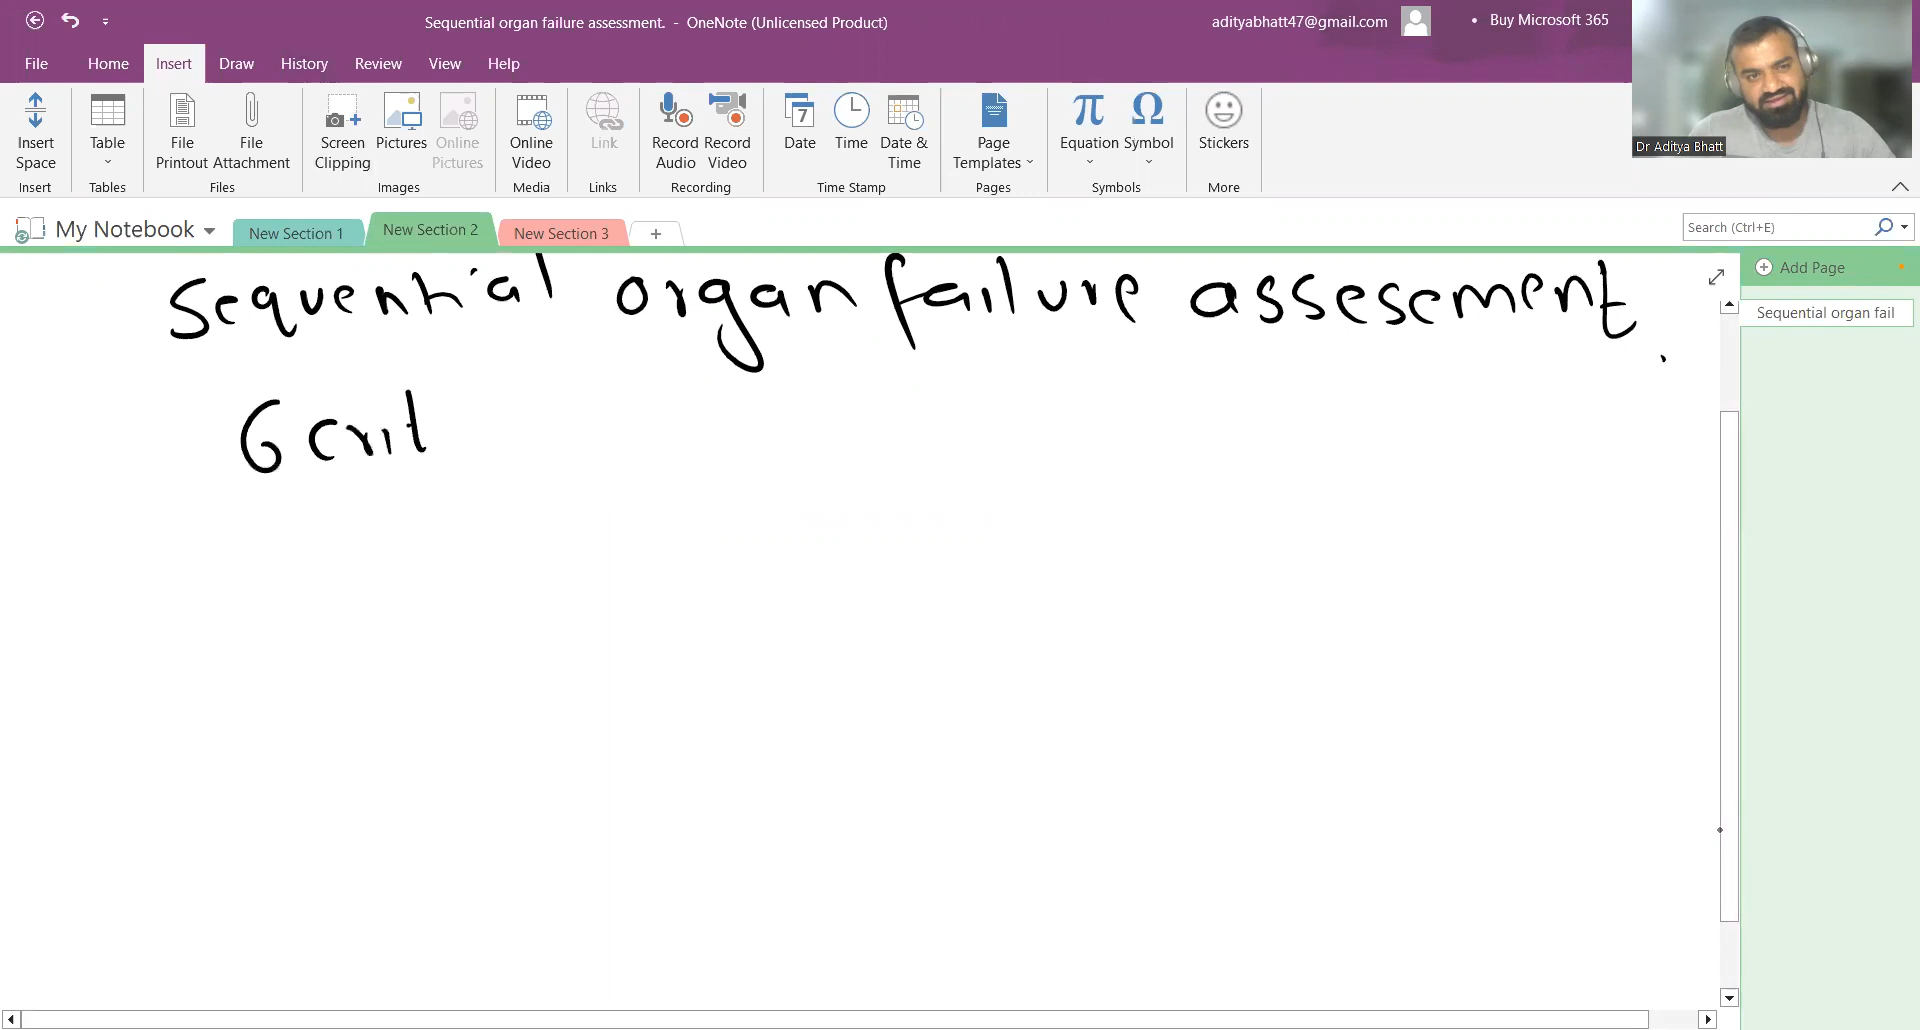 Sequential organ failure assessment. - OneNote (Unlicensed Product)
adityabhatt47@gmail.com
Buy Microsoft 365
File Home Insert Draw History Review View Help
Insert Space
Table
File Printout
File Attachment
Screen Clipping
Pictures
Online Pictures
Online Video
Link
Record Audio
Record Video
Date
Time
Date & Time
Page Templates
Equation
Symbol
Stickers
Insert Tables Files Images Media Links Recording Time Stamp Pages Symbols More
Dr Aditya Bhatt
My Notebook New Section 1 New Section 2 New Section 3
Search (Ctrl+E)
Add Page
Sequential organ fail
Sequential organ failure assesement.
6 crit